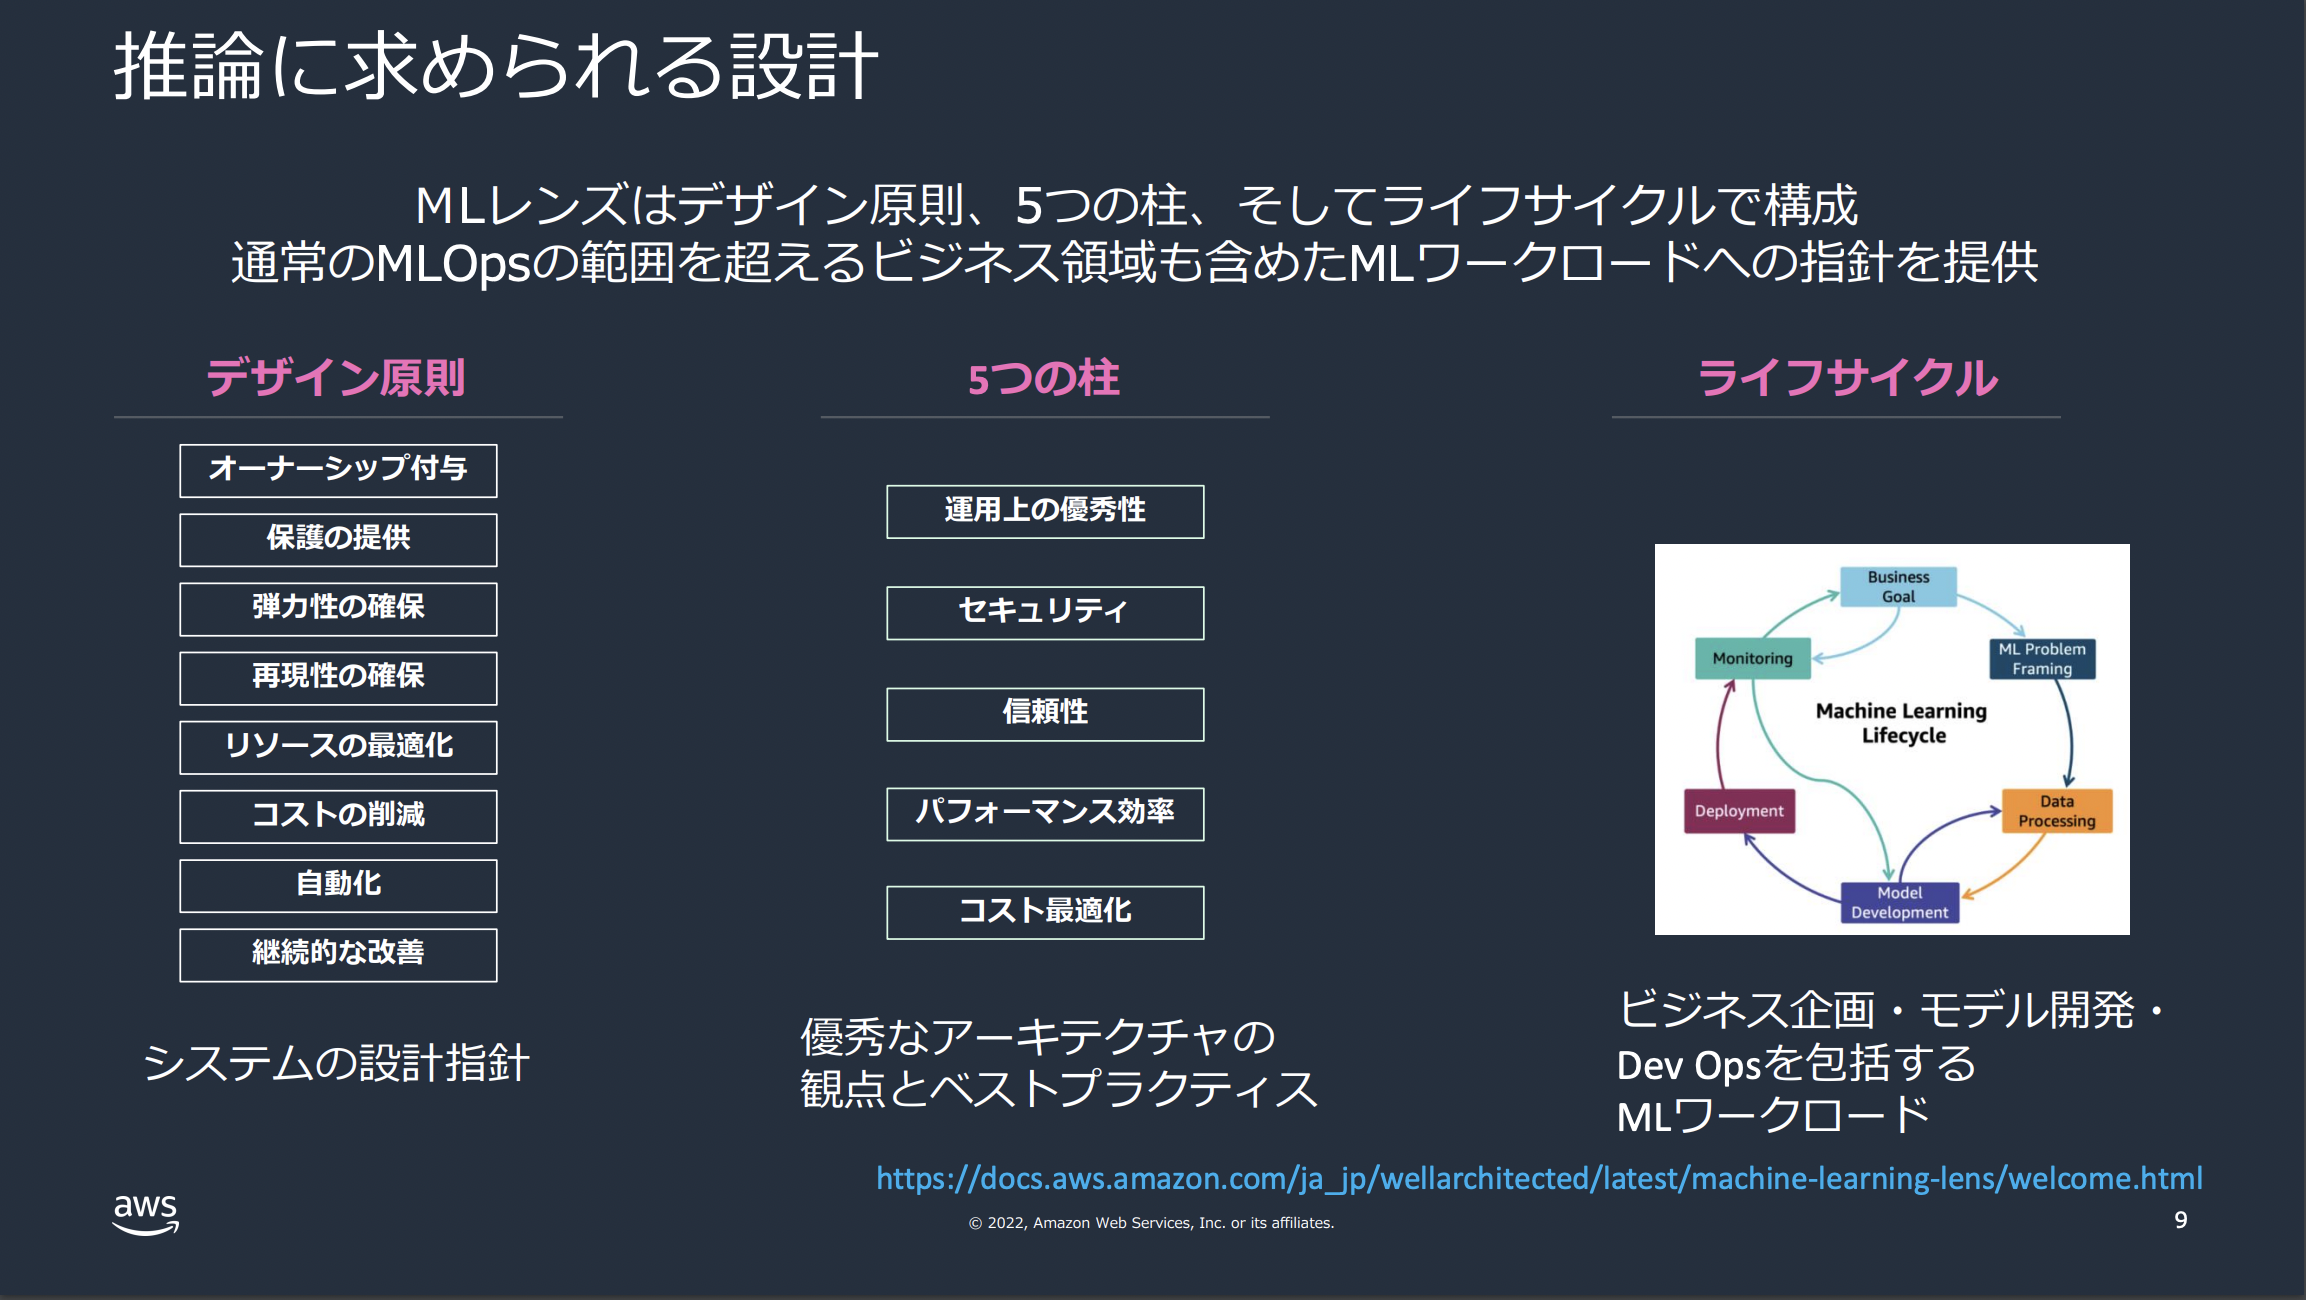 推論に求められる設計
MLレンズはデザイン原則、5つの柱、そしてライフサイクルで構成
通常のMLOpsの範囲を超えるビジネス領域も含めたMLワークロードへの指針を提供
デザイン原則
オーナーシップ付与
保護の提供
弾力性の確保
再現性の確保
リソースの最適化
コストの削減
自動化
継続的な改善
システムの設計指針
5つの柱
運用上の優秀性
セキュリティ
信頼性
パフォーマンス効率
コスト最適化
優秀なアーキテクチャの
観点とベストプラクティス
ライフサイクル
Business
Goal
Monitoring
ML Problem
Framing
Machine Learning
Lifecycle
Deployment
Data
Processing
Model
Development
ビジネス企画・モデル開発・
Dev Opsを包括する
MLワークロード
https://docs.aws.amazon.com/ja_jp/wellarchitected/latest/machine-learning-lens/welcome.html
aws
© 2022, Amazon Web Services, Inc. or its affiliates.
9